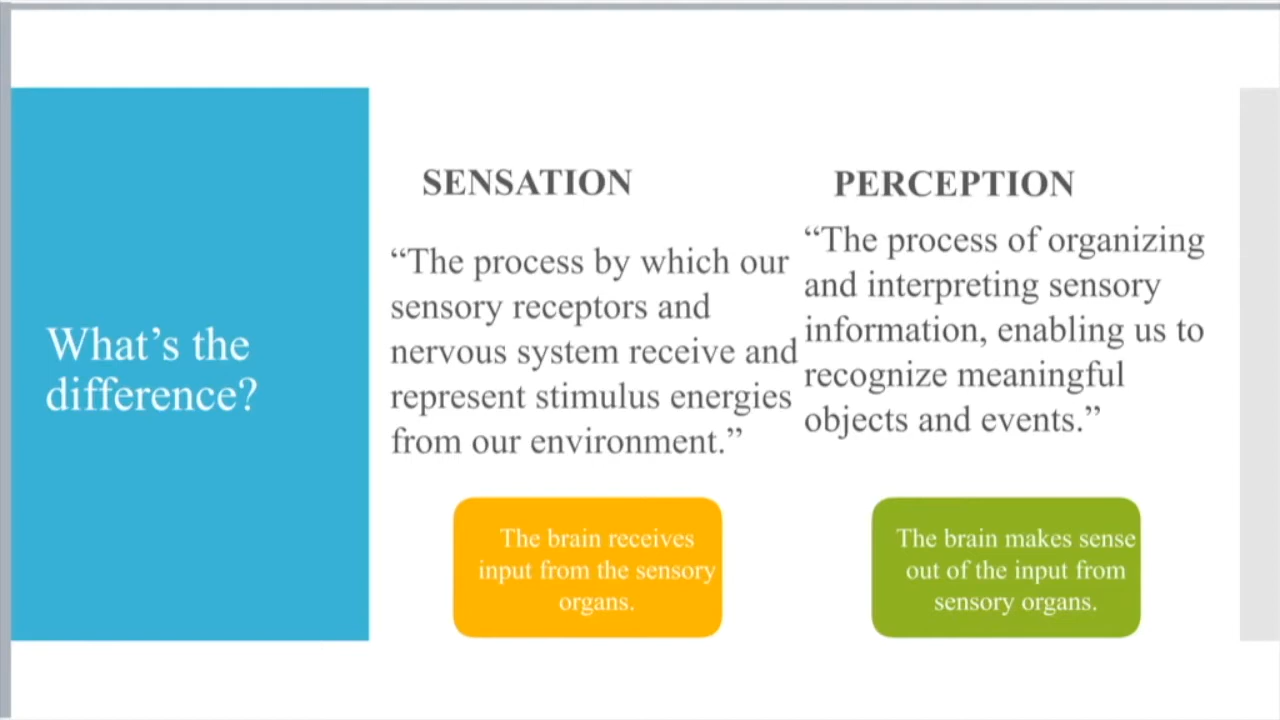 What’s the
difference?
SENSATION
“The process by which our
sensory receptors and
nervous system receive and
represent stimulus energies
from our environment.”
The brain receives
input from the sensory
organs.
PERCEPTION
“The process of organizing
and interpreting sensory
information, enabling us to
recognize meaningful
objects and events.”
The brain makes sense
out of the input from
sensory organs.